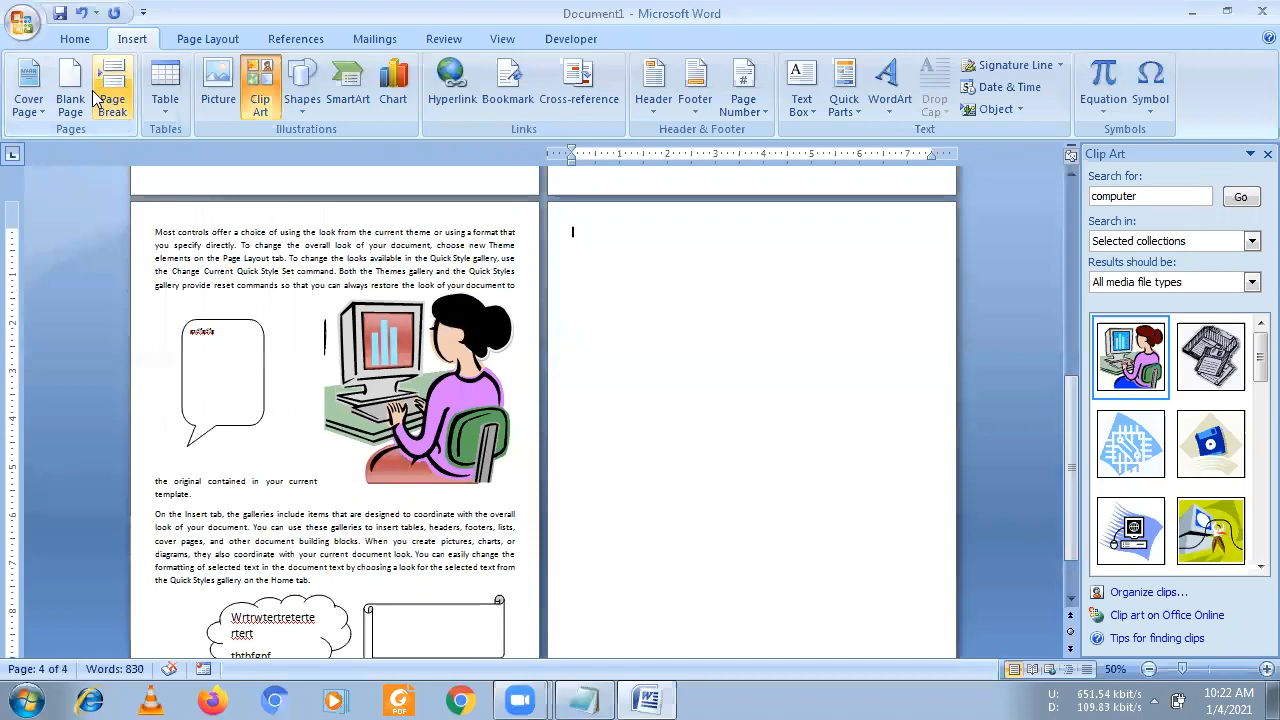 Document1 - Microsoft Word
Home Insert Page Layout References Mailings Review View Developer
Cover Page
Blank Page
Page Break
Table
Picture
Clip Art
Shapes
SmartArt
Chart
Hyperlink
Bookmark
Cross-reference
Header
Footer
Page Number
Text Box
Quick Parts
WordArt
Drop Cap
Signature Line
Date & Time
Object
Equation
Symbol
Pages Tables Illustrations Links Header & Footer Text Symbols
1 2 3 4 5 6 7
Clip Art
Search for:
computer
Go
Search in:
Selected collections
Results should be:
All media file types
Organize clips...
Clip art on Office Online
Tips for finding clips
Most controls offer a choice of using the look from the current theme or using a format that
you specify directly. To change the overall look of your document, choose new Theme
elements on the Page Layout tab. To change the looks available in the Quick Style gallery, use
the Change Current Quick Style Set command. Both the Themes gallery and the Quick Styles
gallery provide reset commands so that you can always restore the look of your document to
the original contained in your current
template.
On the Insert tab, the galleries include items that are designed to coordinate with the overall
look of your document. You can use these galleries to insert tables, headers, footers, lists,
cover pages, and other document building blocks. When you create pictures, charts, or
diagrams, they also coordinate with your current document look. You can easily change the
formatting of selected text in the document text by choosing a look for the selected text from
the Quick Styles gallery on the Home tab.
Wrtrwtertreterte
rtert
Page: 4 of 4 Words: 830
50%
PDF
U: 651.54 kbit/s
D: 109.83 kbit/s
10:22 AM
1/4/2021